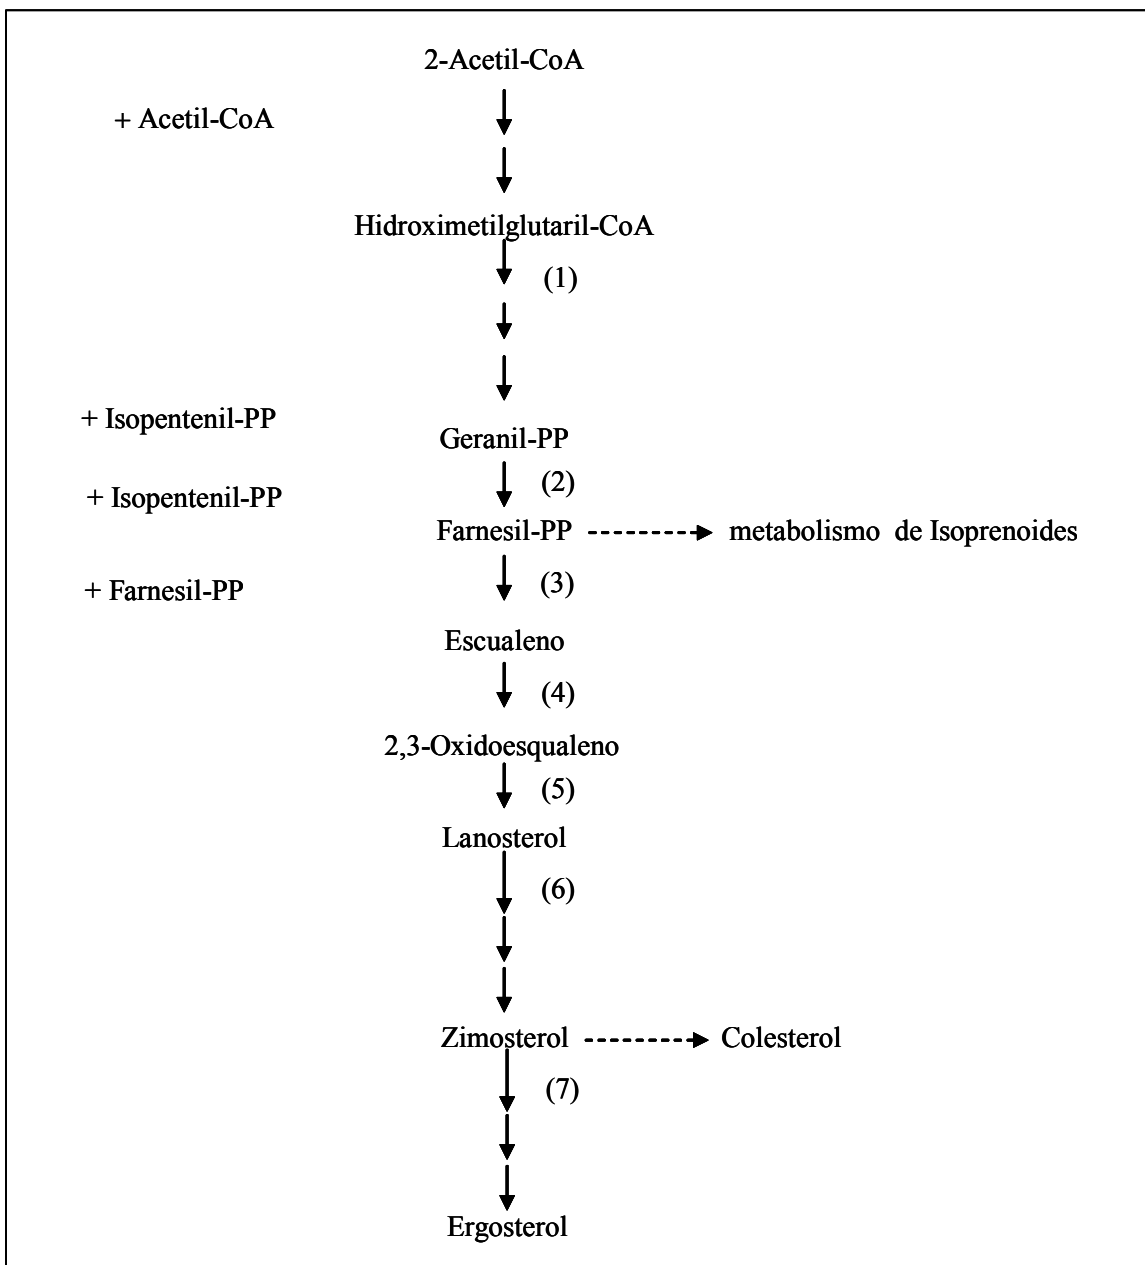 2-Acetil-CoA
+ Acetil-CoA
Hidroximetilglutaril-CoA
(1)
+ Isopentenil-PP
Geranil-PP
(2)
+ Isopentenil-PP
Farnesil-PP
metabolismo de Isoprenoides
(3)
+ Farnesil-PP
Escualeno
(4)
2,3-Oxidoesqualeno
(5)
Lanosterol
(6)
Zimosterol
Colesterol
(7)
Ergosterol